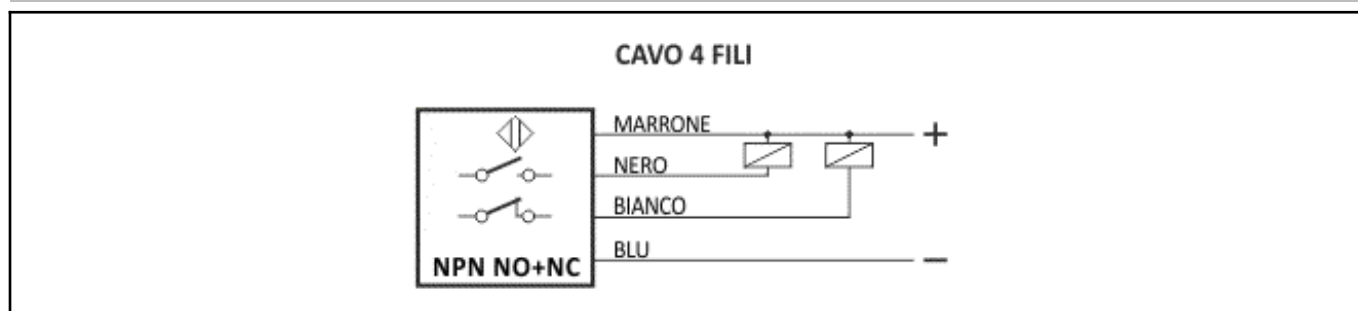 CAVO 4 FILI
MARRONE
+
NERO
BIANCO
BLU
−
NPN NO+NC